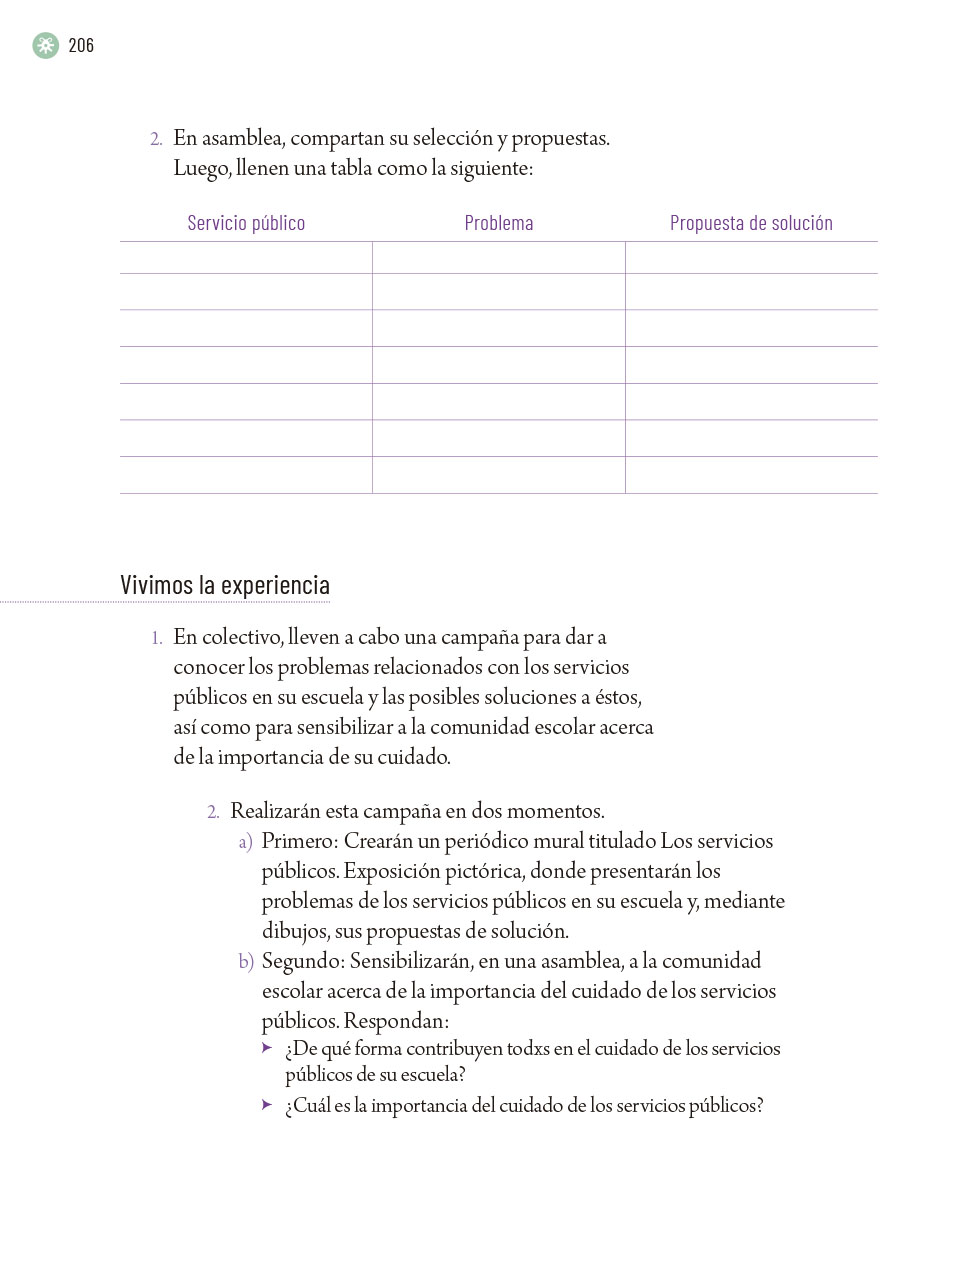 206
2. En asamblea, compartan su selección y propuestas.
Luego, llenen una tabla como la siguiente:
Servicio público Problema Propuesta de solución
Vivimos la experiencia
1. En colectivo, lleven a cabo una campaña para dar a
conocer los problemas relacionados con los servicios
públicos en su escuela y las posibles soluciones a éstos,
así como para sensibilizar a la comunidad escolar acerca
de la importancia de su cuidado.
2. Realizarán esta campaña en dos momentos.
a) Primero: Crearán un periódico mural titulado Los servicios
públicos. Exposición pictórica, donde presentarán los
problemas de los servicios públicos en su escuela y, mediante
dibujos, sus propuestas de solución.
b) Segundo: Sensibilizarán, en una asamblea, a la comunidad
escolar acerca de la importancia del cuidado de los servicios
públicos. Respondan:
➤ ¿De qué forma contribuyen todxs en el cuidado de los servicios
públicos de su escuela?
➤ ¿Cuál es la importancia del cuidado de los servicios públicos?